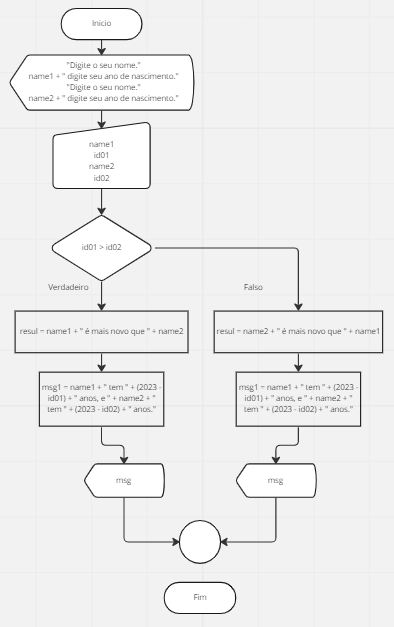 Inicio
"Digite o seu nome."
name1 + " digite seu ano de nascimento."
"Digite o seu nome."
name2 + " digite seu ano de nascimento."
name1
id01
name2
id02
id01 > id02
Verdadeiro
Falso
resul = name1 + " é mais novo que " + name2
resul = name2 + " é mais novo que " + name1
msg1 = name1 + " tem " + (2023 -
id01) + " anos, e " + name2 + "
tem " + (2023 - id02) + " anos."
msg1 = name1 + " tem " + (2023 -
id01) + " anos, e " + name2 + "
tem " + (2023 - id02) + " anos."
msg
msg
Fim